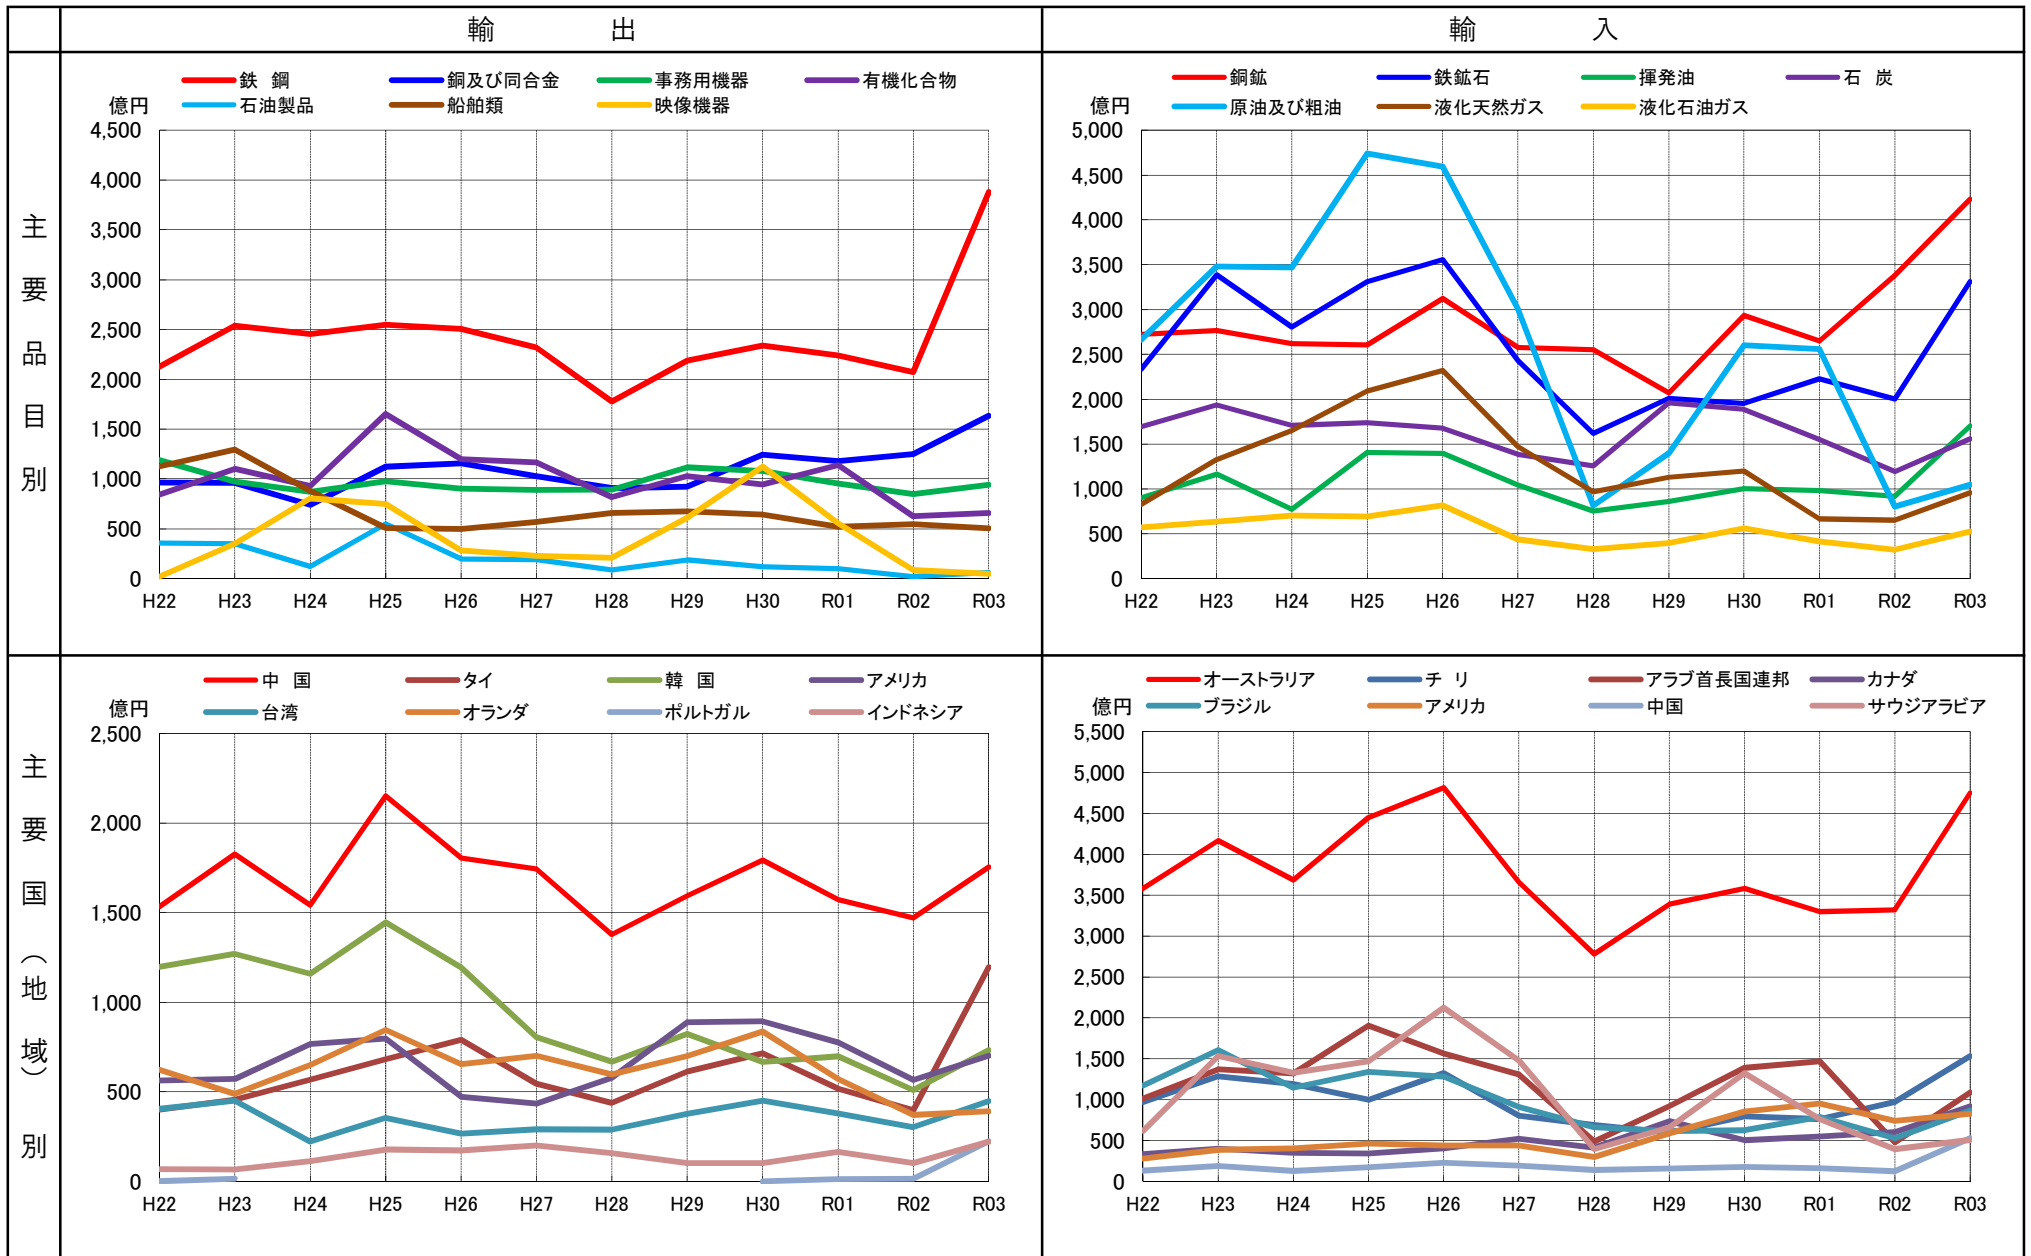 輸　出
輸　入
主要品目別
鉄　鋼　銅及び同合金　事務用機器　有機化合物
石油製品　船舶類　映像機器
億円
4,500
4,000
3,500
3,000
2,500
2,000
1,500
1,000
500
0
H22 H23 H24 H25 H26 H27 H28 H29 H30 R01 R02 R03
銅鉱　鉄鉱石　揮発油　石　炭
原油及び粗油　液化天然ガス　液化石油ガス
億円
5,000
4,500
4,000
3,500
3,000
2,500
2,000
1,500
1,000
500
0
H22 H23 H24 H25 H26 H27 H28 H29 H30 R01 R02 R03
主要国（地域）別
中　国　タイ　韓　国　アメリカ
台湾　オランダ　ポルトガル　インドネシア
億円
2,500
2,000
1,500
1,000
500
0
H22 H23 H24 H25 H26 H27 H28 H29 H30 R01 R02 R03
オーストラリア　チ　リ　アラブ首長国連邦　カナダ
ブラジル　アメリカ　中国　サウジアラビア
億円
5,500
5,000
4,500
4,000
3,500
3,000
2,500
2,000
1,500
1,000
500
0
H22 H23 H24 H25 H26 H27 H28 H29 H30 R01 R02 R03